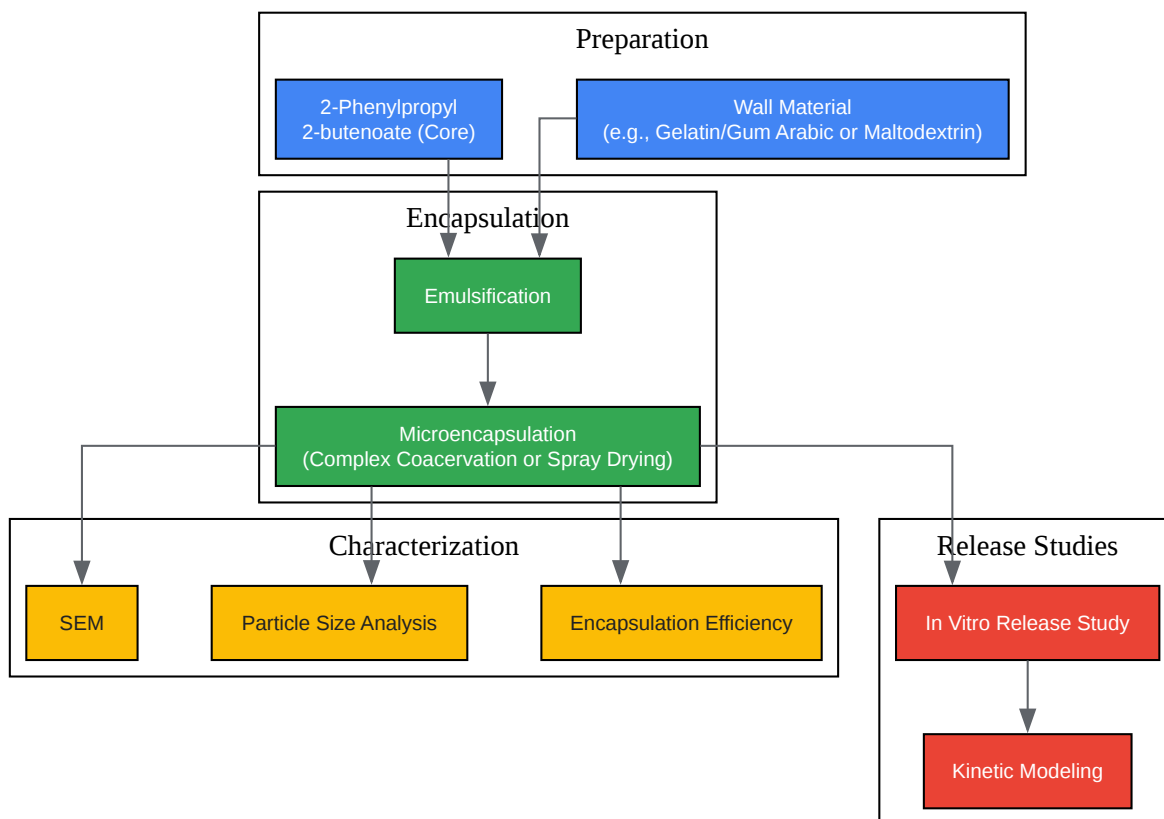 Preparation
2-Phenylpropyl
2-butenoate (Core)
Wall Material
(e.g., Gelatin/Gum Arabic or Maltodextrin)
Encapsulation
Emulsification
Microencapsulation
(Complex Coacervation or Spray Drying)
Characterization
SEM
Particle Size Analysis
Encapsulation Efficiency
Release Studies
In Vitro Release Study
Kinetic Modeling